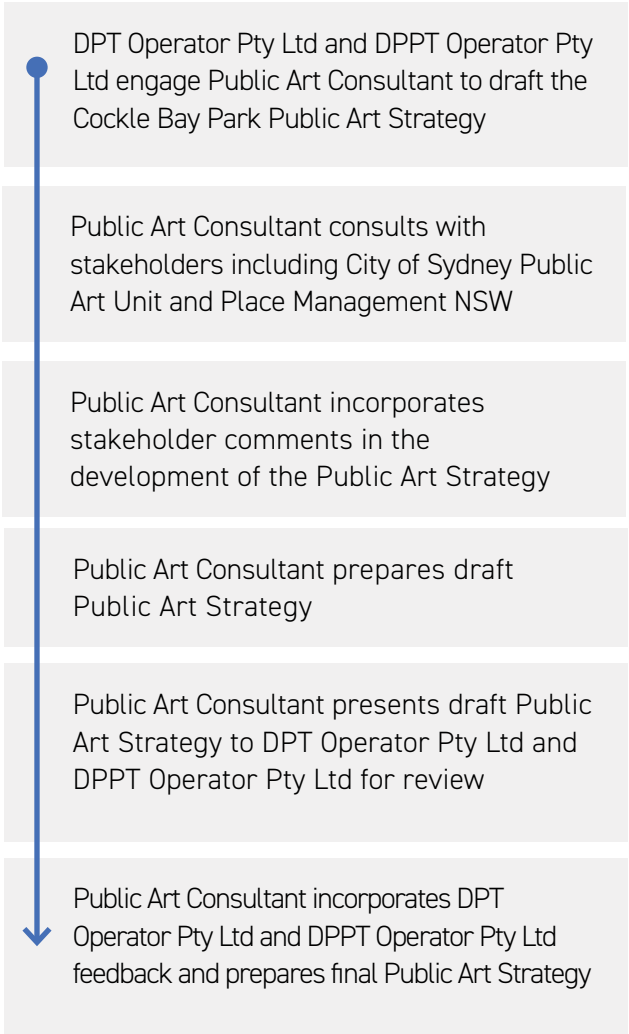 DPT Operator Pty Ltd and DPPT Operator Pty
Ltd engage Public Art Consultant to draft the
Cockle Bay Park Public Art Strategy
Public Art Consultant consults with
stakeholders including City of Sydney Public
Art Unit and Place Management NSW
Public Art Consultant incorporates
stakeholder comments in the
development of the Public Art Strategy
Public Art Consultant prepares draft
Public Art Strategy
Public Art Consultant presents draft Public
Art Strategy to DPT Operator Pty Ltd and
DPPT Operator Pty Ltd for review
Public Art Consultant incorporates DPT
Operator Pty Ltd and DPPT Operator Pty Ltd
feedback and prepares final Public Art Strategy